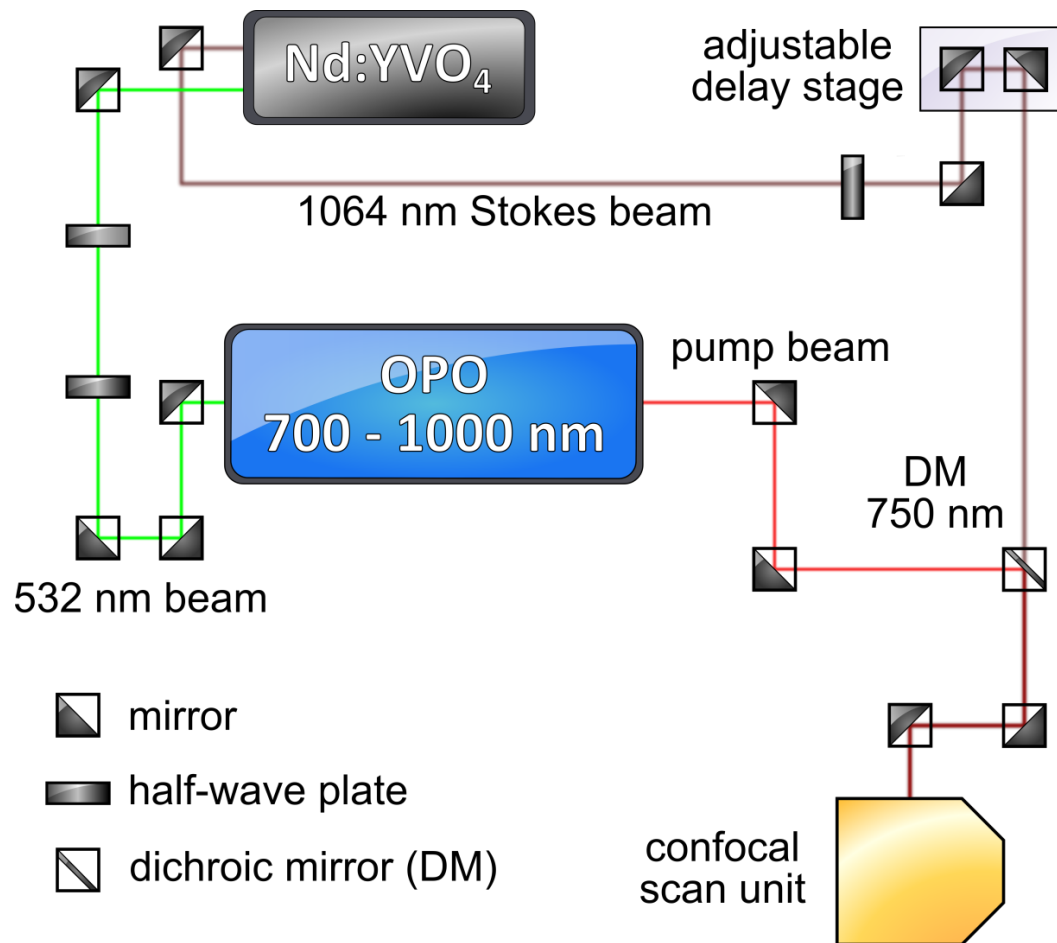 Nd:YVO₄
adjustable
delay stage
1064 nm Stokes beam
OPO
700 - 1000 nm
pump beam
DM
750 nm
532 nm beam
mirror
half-wave plate
dichroic mirror (DM)
confocal
scan unit